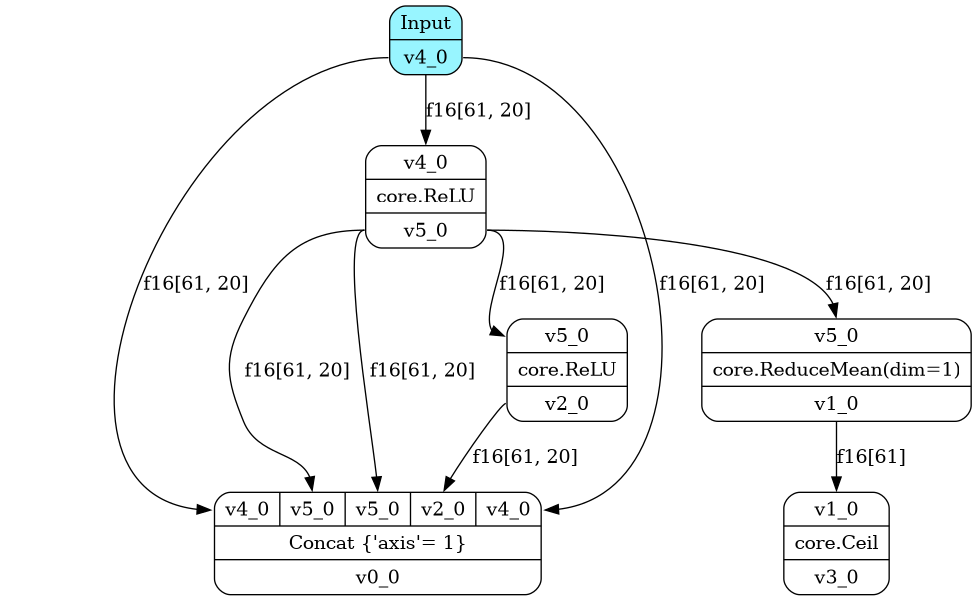 Input
v4_0
f16[61, 20]
v4_0
core.ReLU
v5_0
f16[61, 20]
f16[61, 20]
f16[61, 20]
f16[61, 20]
v5_0
core.ReLU
v2_0
v5_0
core.ReduceMean(dim=1)
v1_0
f16[61, 20]
f16[61, 20]
f16[61, 20]
f16[61]
v4_0 v5_0 v5_0 v2_0 v4_0
Concat {'axis'= 1}
v0_0
v1_0
core.Ceil
v3_0